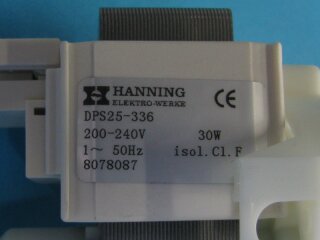 HANNING
ELEKTRO-WERKE
CE
DPS25-336
200-240V 30W
1~ 50Hz isol.Cl.F
8078087